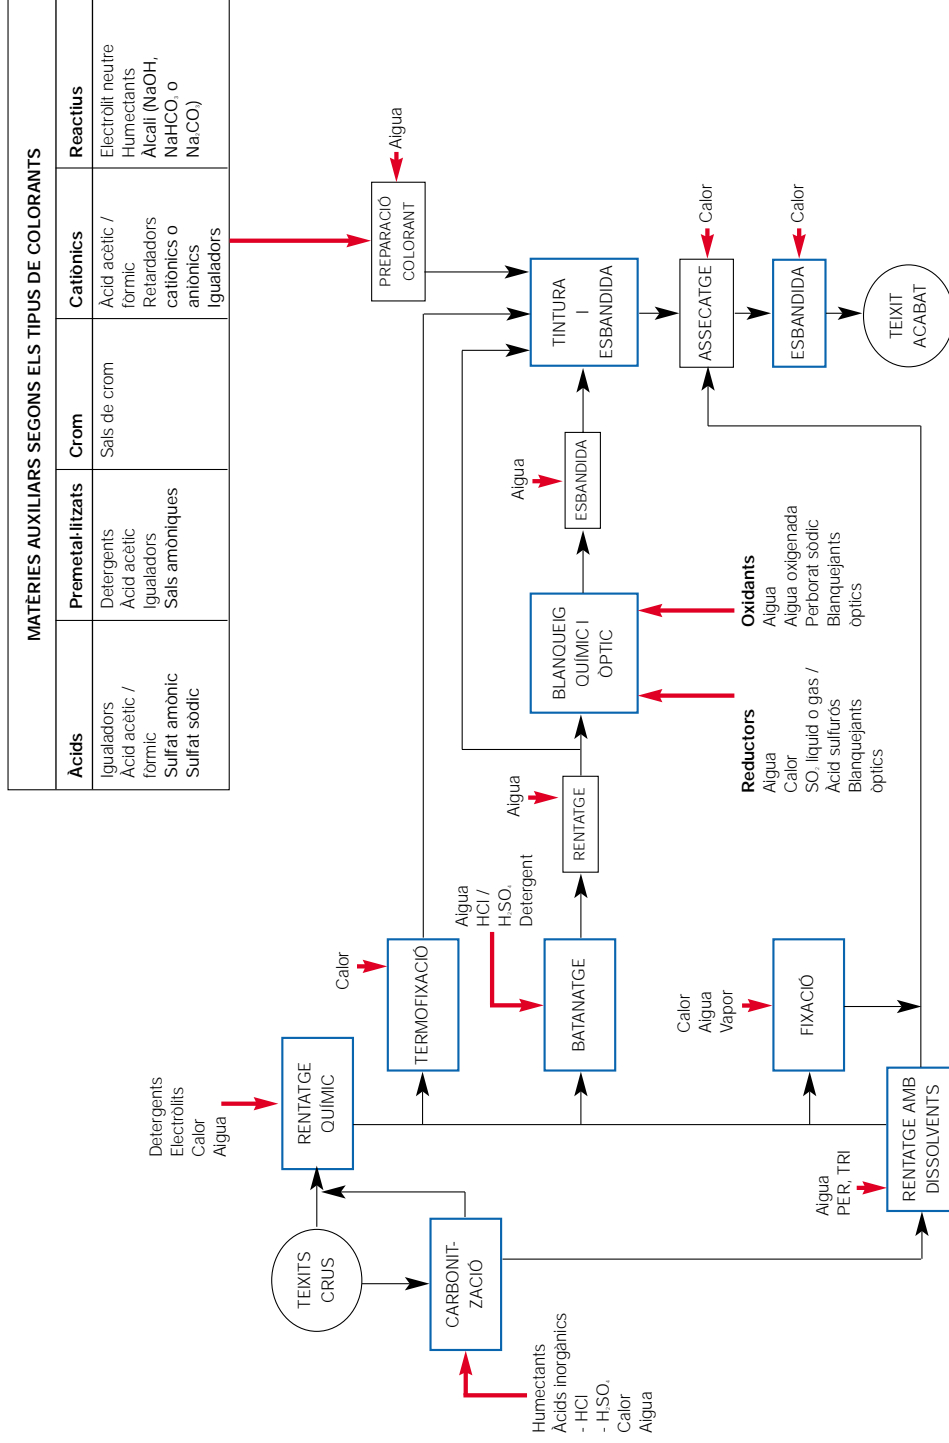 MATÈRIES AUXILIARS SEGONS ELS TIPUS DE COLORANTS
Àcids
Igualadors
Àcid acètic /
fòrmic
Sulfat amònic
Sulfat sòdic
Premetal·litzats
Detergents
Àcid acètic
Igualadors
Sals amòniques
Crom
Sals de crom
Catiònics
Àcid acètic /
fòrmic
Retardadors
catiònics o
aniònics
Igualadors
Reactius
Electròlit neutre
Humectants
Àlcali (NaOH,
NaHCO₃ o
Na₂CO₃)
Detergents
Electròlits
Calor
Aigua
RENTATGE
QUÍMIC
TEIXITS
CRUS
CARBONIT-
ZACIÓ
Humectants
Àcids inorgànics
- HCl
- H₂SO₄
Calor
Aigua
Calor
TERMOFIXACIÓ
Aigua
HCl /
H₂SO₄
Detergent
BATANATGE
Calor
Aigua
Vapor
FIXACIÓ
Aigua
PER, TRI
RENTATGE AMB
DISSOLVENTS
Aigua
RENTATGE
BLANQUEIG
QUÍMIC I
ÒPTIC
Reductors
Aigua
Calor
SO₂ líquid o gas /
Àcid sulfurós
Blanquejants
òptics
Oxidants
Aigua
Aigua oxigenada
Perborat sòdic
Blanquejants
òptics
Aigua
ESBANDIDA
PREPARACIÓ
COLORANT
Aigua
TINTURA
I
ESBANDIDA
ASSECATGE
Calor
ESBANDIDA
Calor
TEIXIT
ACABAT